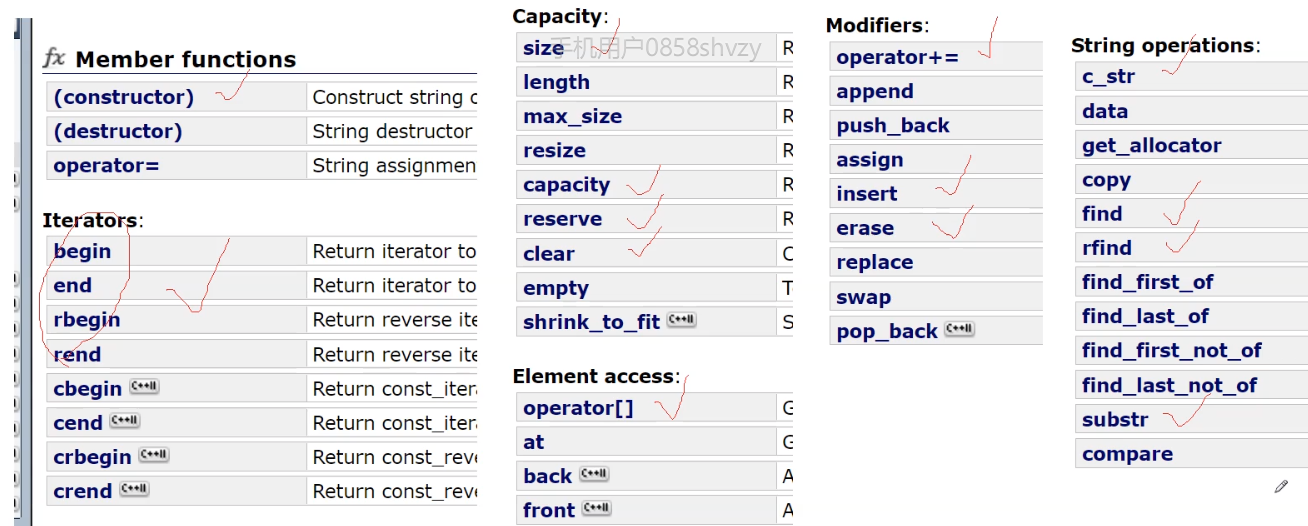 fx Member functions
(constructor) Construct string o
(destructor) String destructor
operator= String assignmen
Iterators:
begin Return iterator to
end Return iterator to
rbegin Return reverse ite
rend Return reverse ite
cbegin C++11 Return const_itera
cend C++11 Return const_itera
crbegin C++11 Return const_reve
crend C++11 Return const_reve
Capacity:
size R
手机用户0858shvzy
length R
max_size R
resize R
capacity R
reserve R
clear C
empty T
shrink_to_fit C++11 S
Element access:
operator[] G
at G
back C++11 A
front C++11 A
Modifiers:
operator+=
append
push_back
assign
insert
erase
replace
swap
pop_back C++11
String operations:
c_str
data
get_allocator
copy
find
rfind
find_first_of
find_last_of
find_first_not_of
find_last_not_of
substr
compare